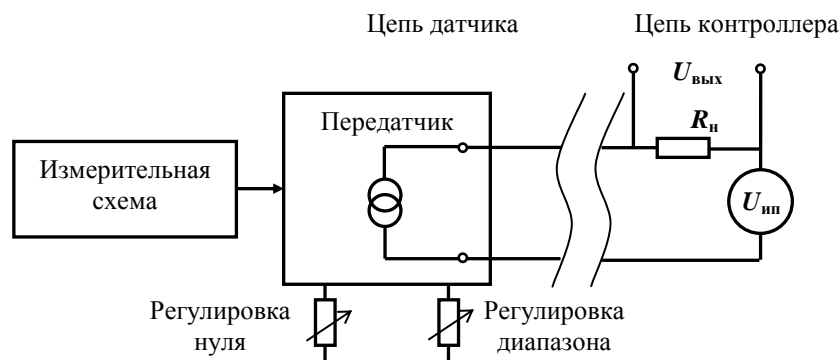 Цепь датчика
Цепь контроллера
Uвых
Rн
Передатчик
Измерительная
схема
Uип
Регулировка
нуля
Регулировка
диапазона